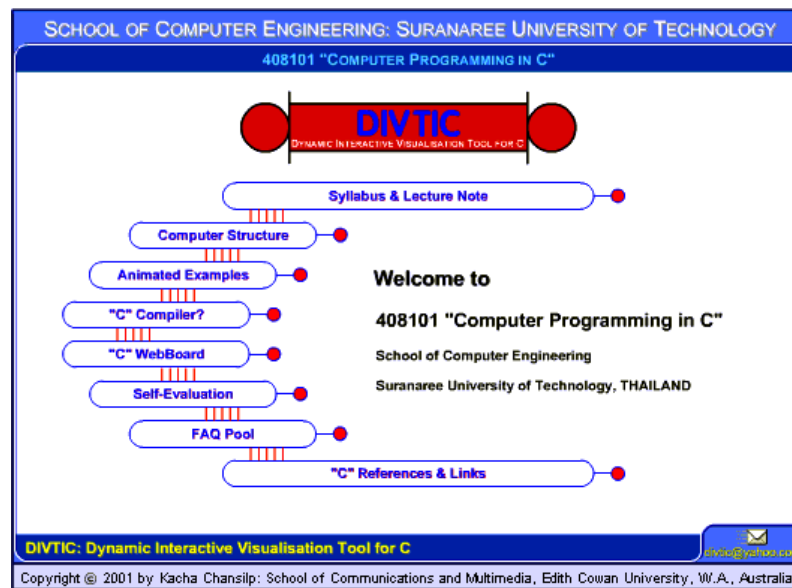 SCHOOL OF COMPUTER ENGINEERING: SURANAREE UNIVERSITY OF TECHNOLOGY
408101 "COMPUTER PROGRAMMING IN C"
DIVTIC
DYNAMIC INTERACTIVE VISUALISATION TOOL FOR C
Syllabus & Lecture Note
Computer Structure
Animated Examples
"C" Compiler?
"C" WebBoard
Self-Evaluation
FAQ Pool
"C" References & Links
Welcome to
408101 "Computer Programming in C"
School of Computer Engineering
Suranaree University of Technology, THAILAND
DIVTIC: Dynamic Interactive Visualisation Tool for C
divtic@yahoo.co
Copyright © 2001 by Kacha Chansilp: School of Communications and Multimedia, Edith Cowan University, W.A., Australia